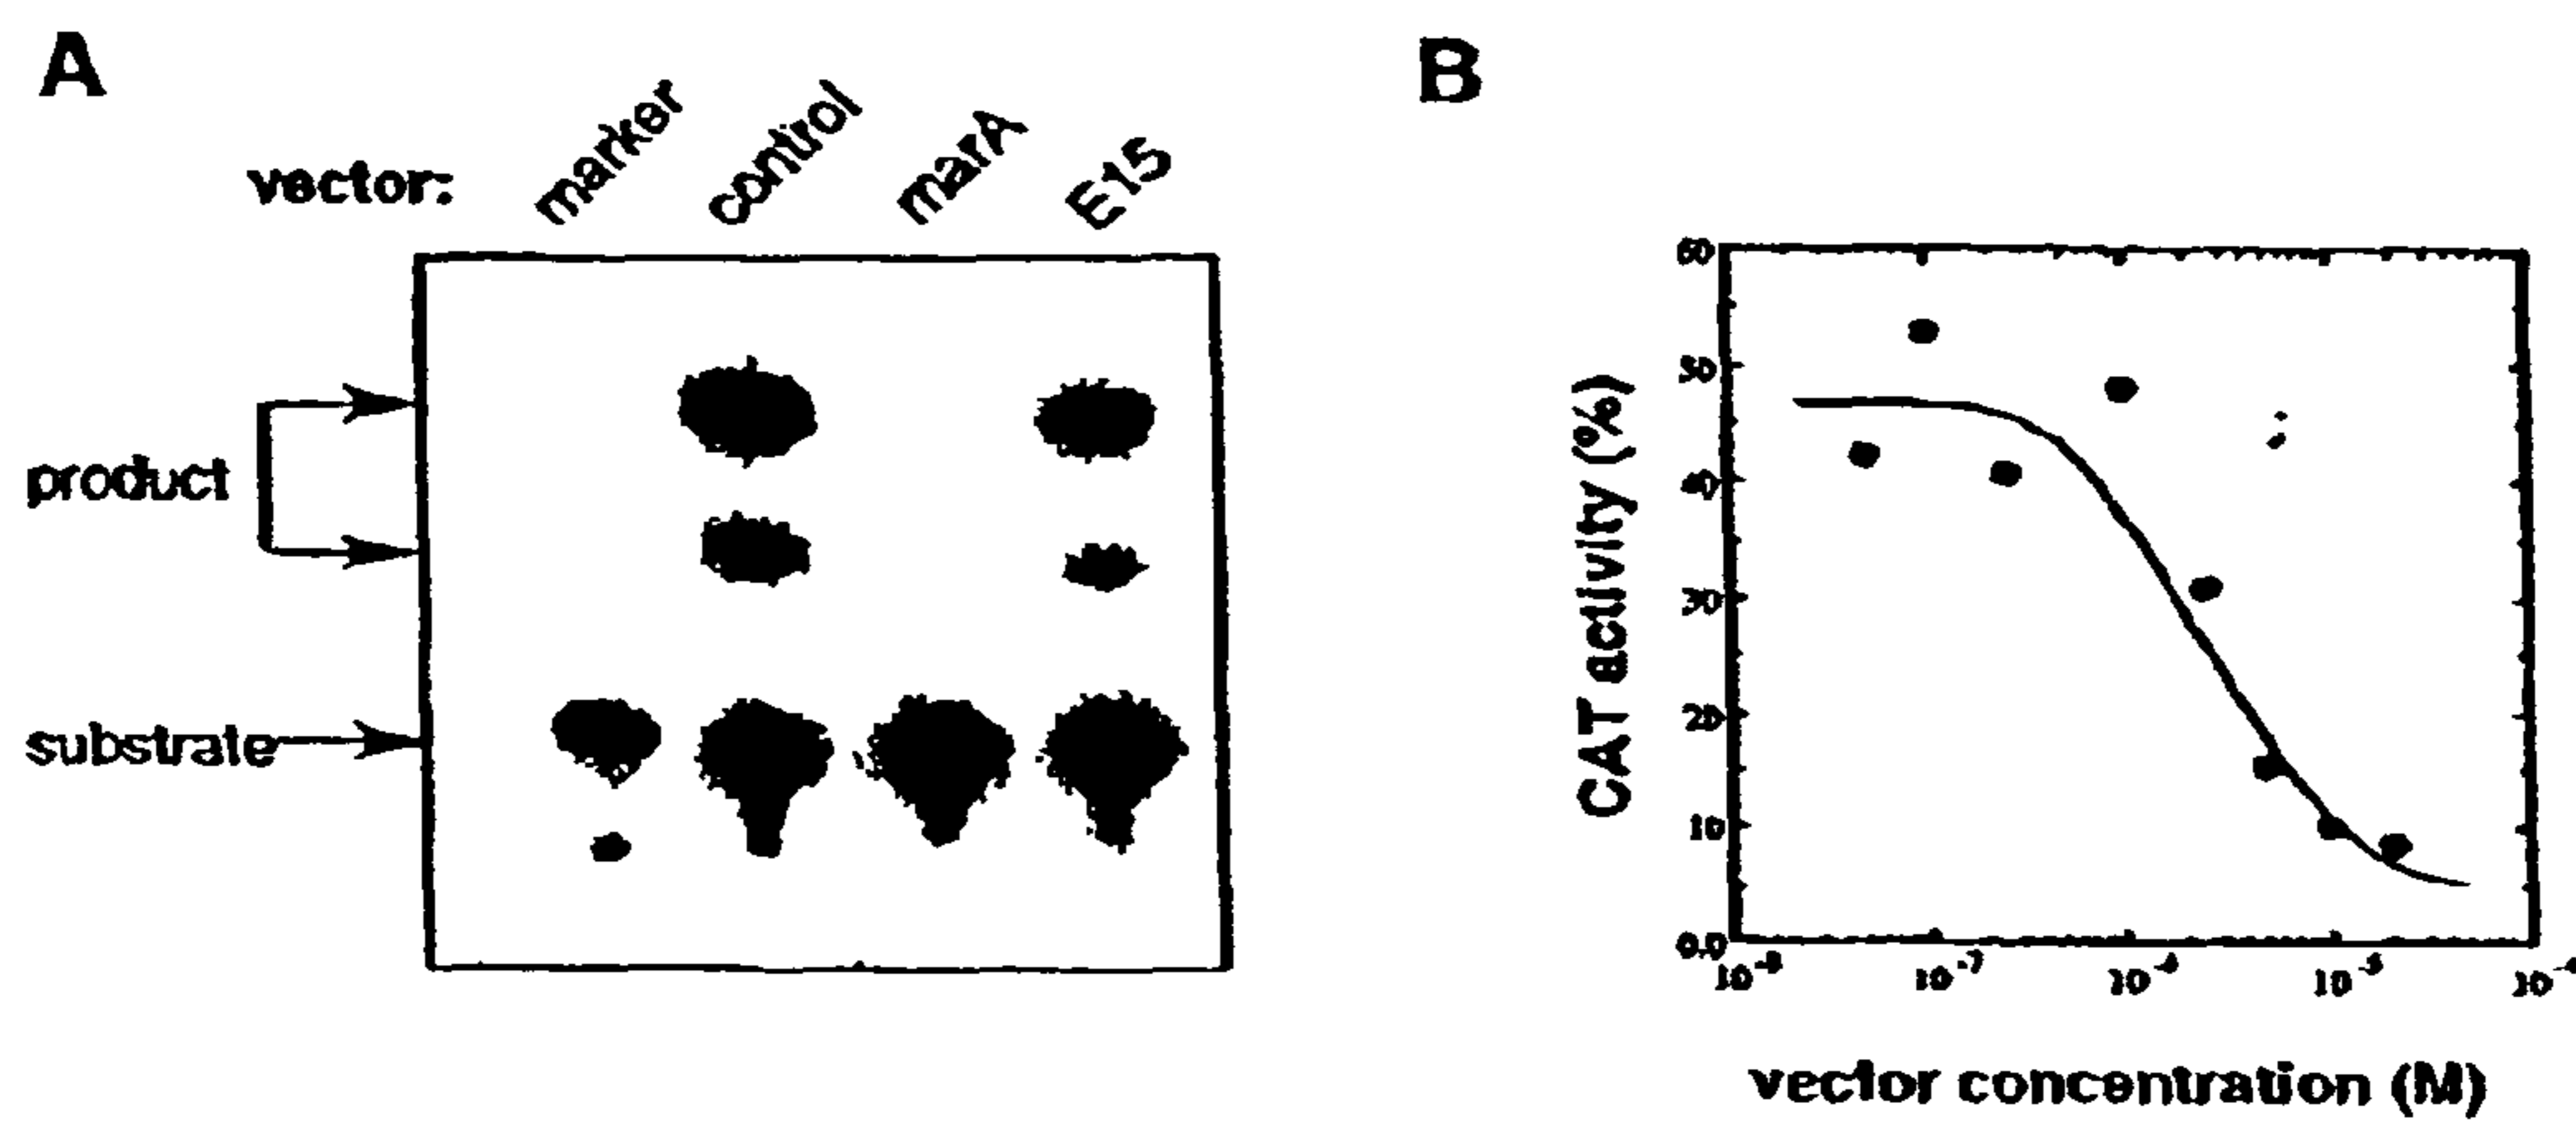 A
vector:
marker
control
marA
E15
product
substrate
B
CAT activity (%)
60
50
40
30
20
10
0.0
10⁻⁷
10⁻⁵
vector concentration (M)